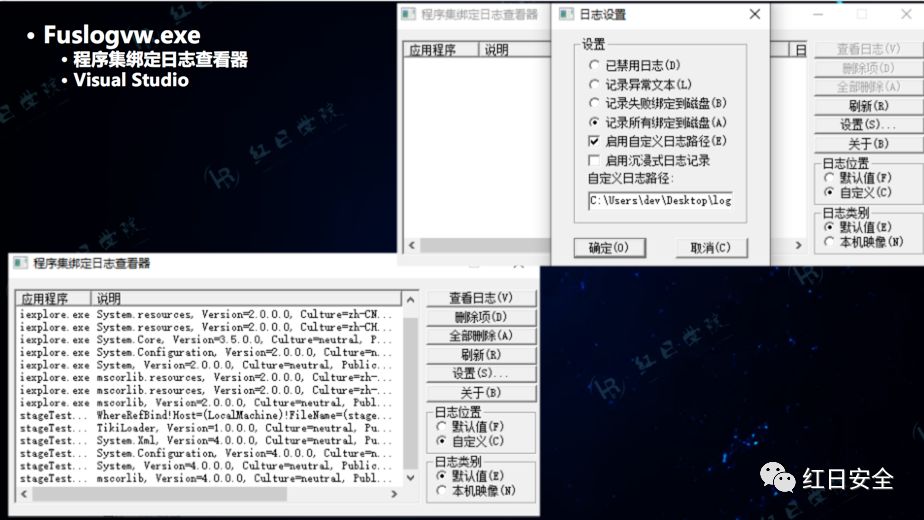 • Fuslogvw.exe
• 程序集绑定日志查看器
• Visual Studio
程序集绑定日志查看器
应用程序 说明 日
查看日志(V)
删除项(D)
全部删除(A)
刷新(R)
设置(S)...
关于(B)
日志位置
默认值(F)
自定义(C)
日志类别
默认值(E)
本机映像(N)
日志设置
设置
已禁用日志(D)
记录异常文本(L)
记录失败绑定到磁盘(B)
记录所有绑定到磁盘(A)
启用自定义日志路径(E)
启用沉浸式日志记录
自定义日志路径:
C:\Users\dev\Desktop\log
确定(O) 取消(C)
程序集绑定日志查看器
应用程序 说明
iexplore.exe System.resources, Version=2.0.0.0, Culture=zh-CN...
iexplore.exe System.resources, Version=2.0.0.0, Culture=zh-CH...
iexplore.exe System.Core, Version=3.5.0.0, Culture=neutral, P...
iexplore.exe System.Configuration, Version=2.0.0.0, Culture=n...
iexplore.exe System, Version=2.0.0.0, Culture=neutral, Public...
iexplore.exe mscorlib.resources, Version=2.0.0.0, Culture=zh-...
iexplore.exe mscorlib.resources, Version=2.0.0.0, Culture=zh-...
iexplore.exe mscorlib, Version=2.0.0.0, Culture=neutral, Publ...
stageTest... WhereRefBind!Host=(LocalMachine)!FileName=(stage...
stageTest... TikiLoader, Version=1.0.0.0, Culture=neutral, Pu...
stageTest... System.Xml, Version=4.0.0.0, Culture=neutral, Pu...
stageTest... System.Configuration, Version=4.0.0.0, Culture=n...
stageTest... System, Version=4.0.0.0, Culture=neutral, Public...
stageTest... mscorlib, Version=4.0.0.0, Culture=neutral, Publ...
查看日志(V)
删除项(D)
全部删除(A)
刷新(R)
设置(S)...
关于(B)
日志位置
默认值(F)
自定义(C)
日志类别
默认值(E)
本机映像(N)
红日学院
红日学院
红日安全